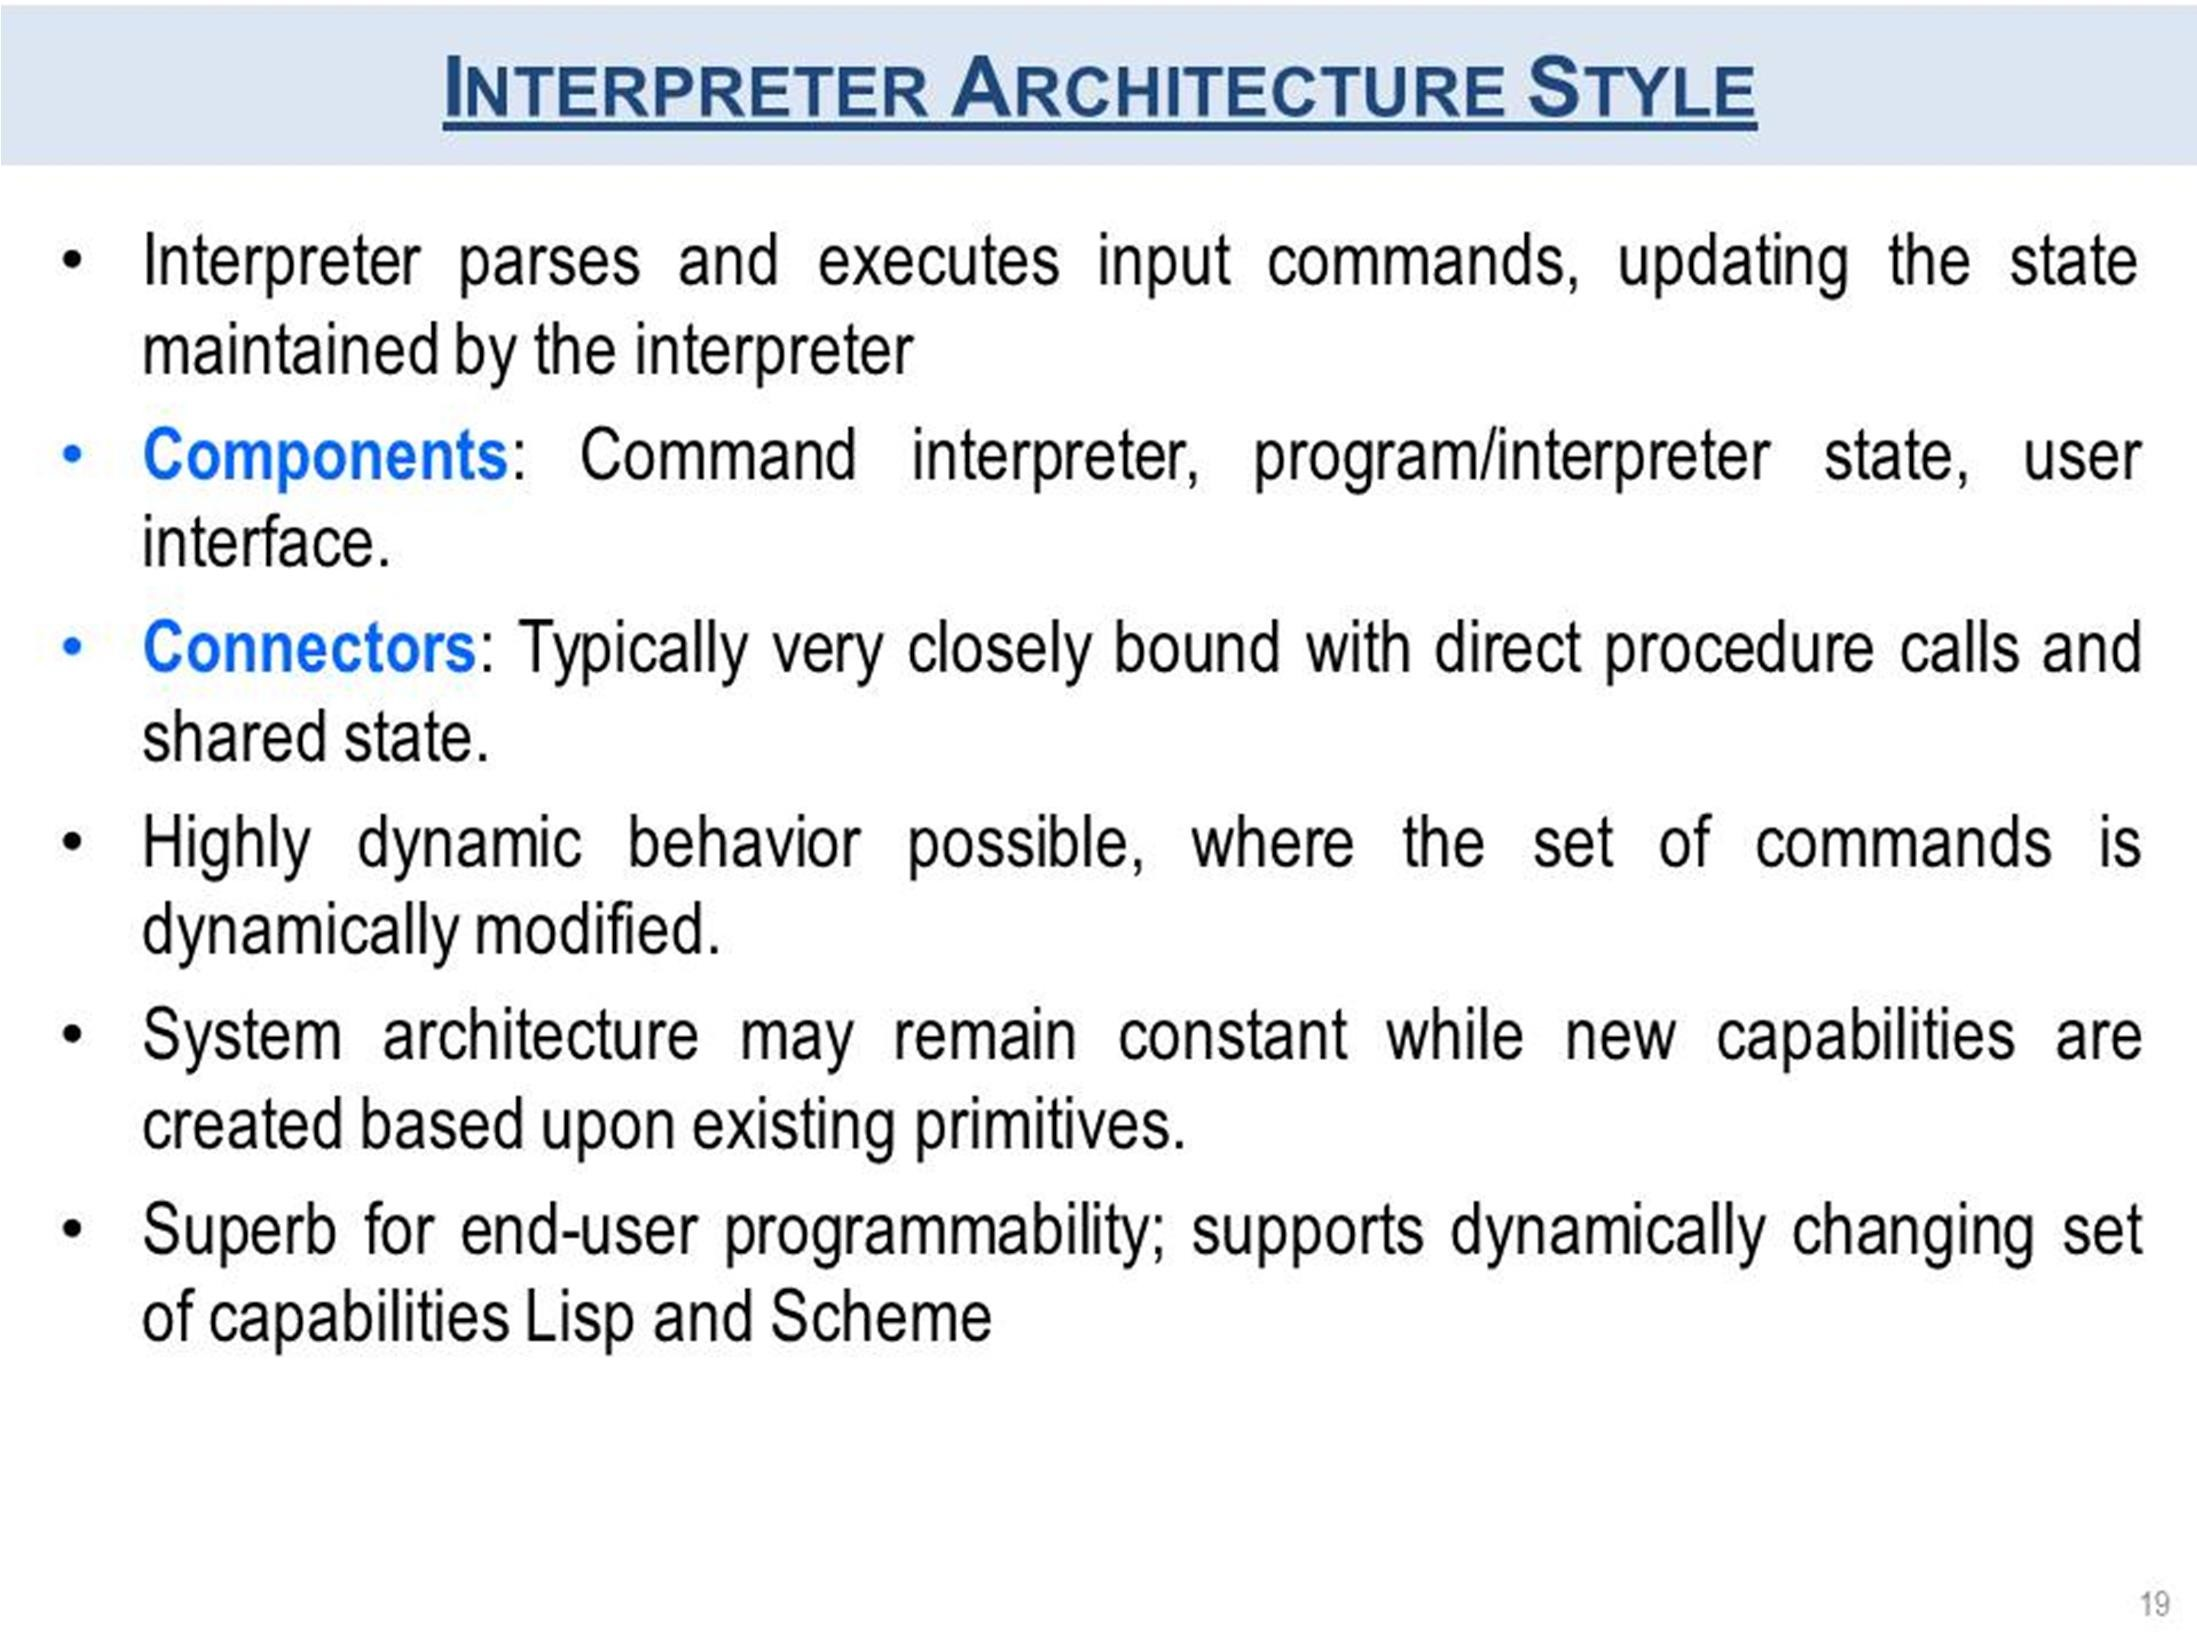 INTERPRETER ARCHITECTURE STYLE
• Interpreter parses and executes input commands, updating the state
maintained by the interpreter
• Components: Command interpreter, program/interpreter state, user
interface.
• Connectors: Typically very closely bound with direct procedure calls and
shared state.
• Highly dynamic behavior possible, where the set of commands is
dynamically modified.
• System architecture may remain constant while new capabilities are
created based upon existing primitives.
• Superb for end-user programmability; supports dynamically changing set
of capabilities Lisp and Scheme
19